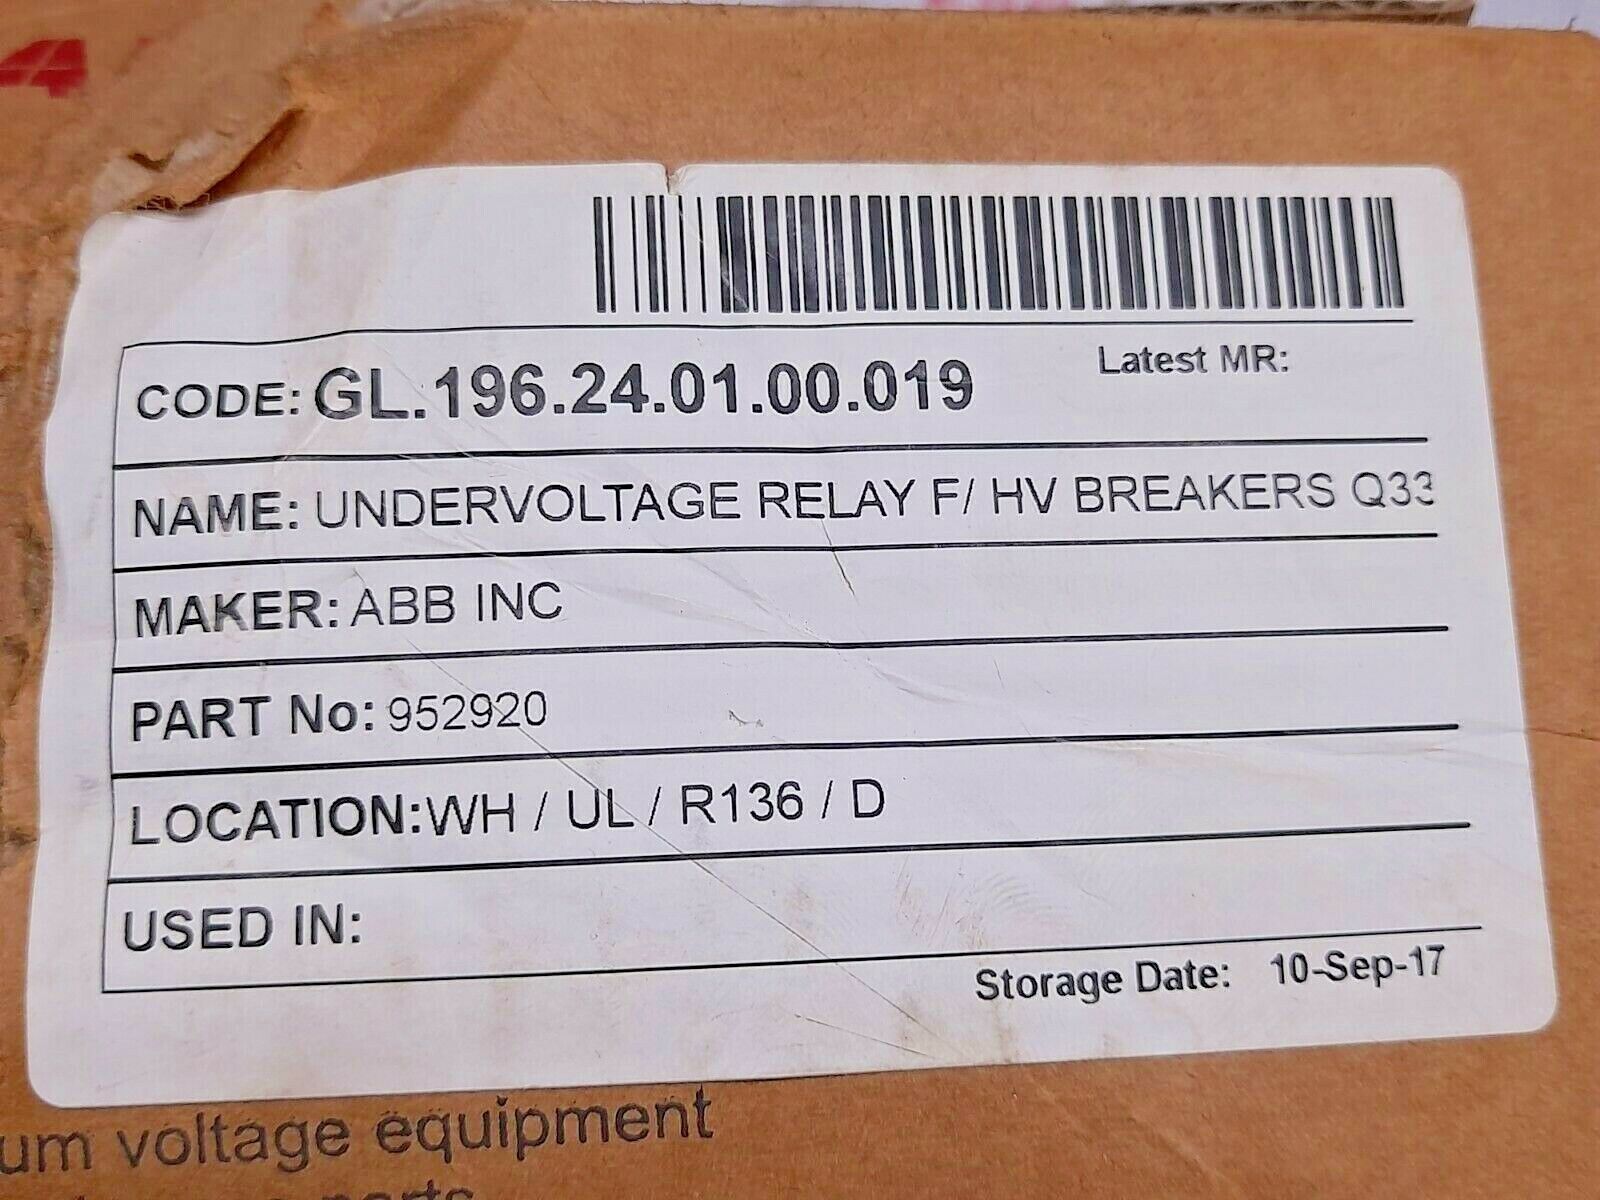 Latest MR:
CODE: GL.196.24.01.00.019
NAME: UNDERVOLTAGE RELAY F/ HV BREAKERS Q33
MAKER: ABB INC
PART No: 952920
LOCATION: WH / UL / R136 / D
USED IN:
Storage Date: 10-Sep-17
um voltage equipment
parts